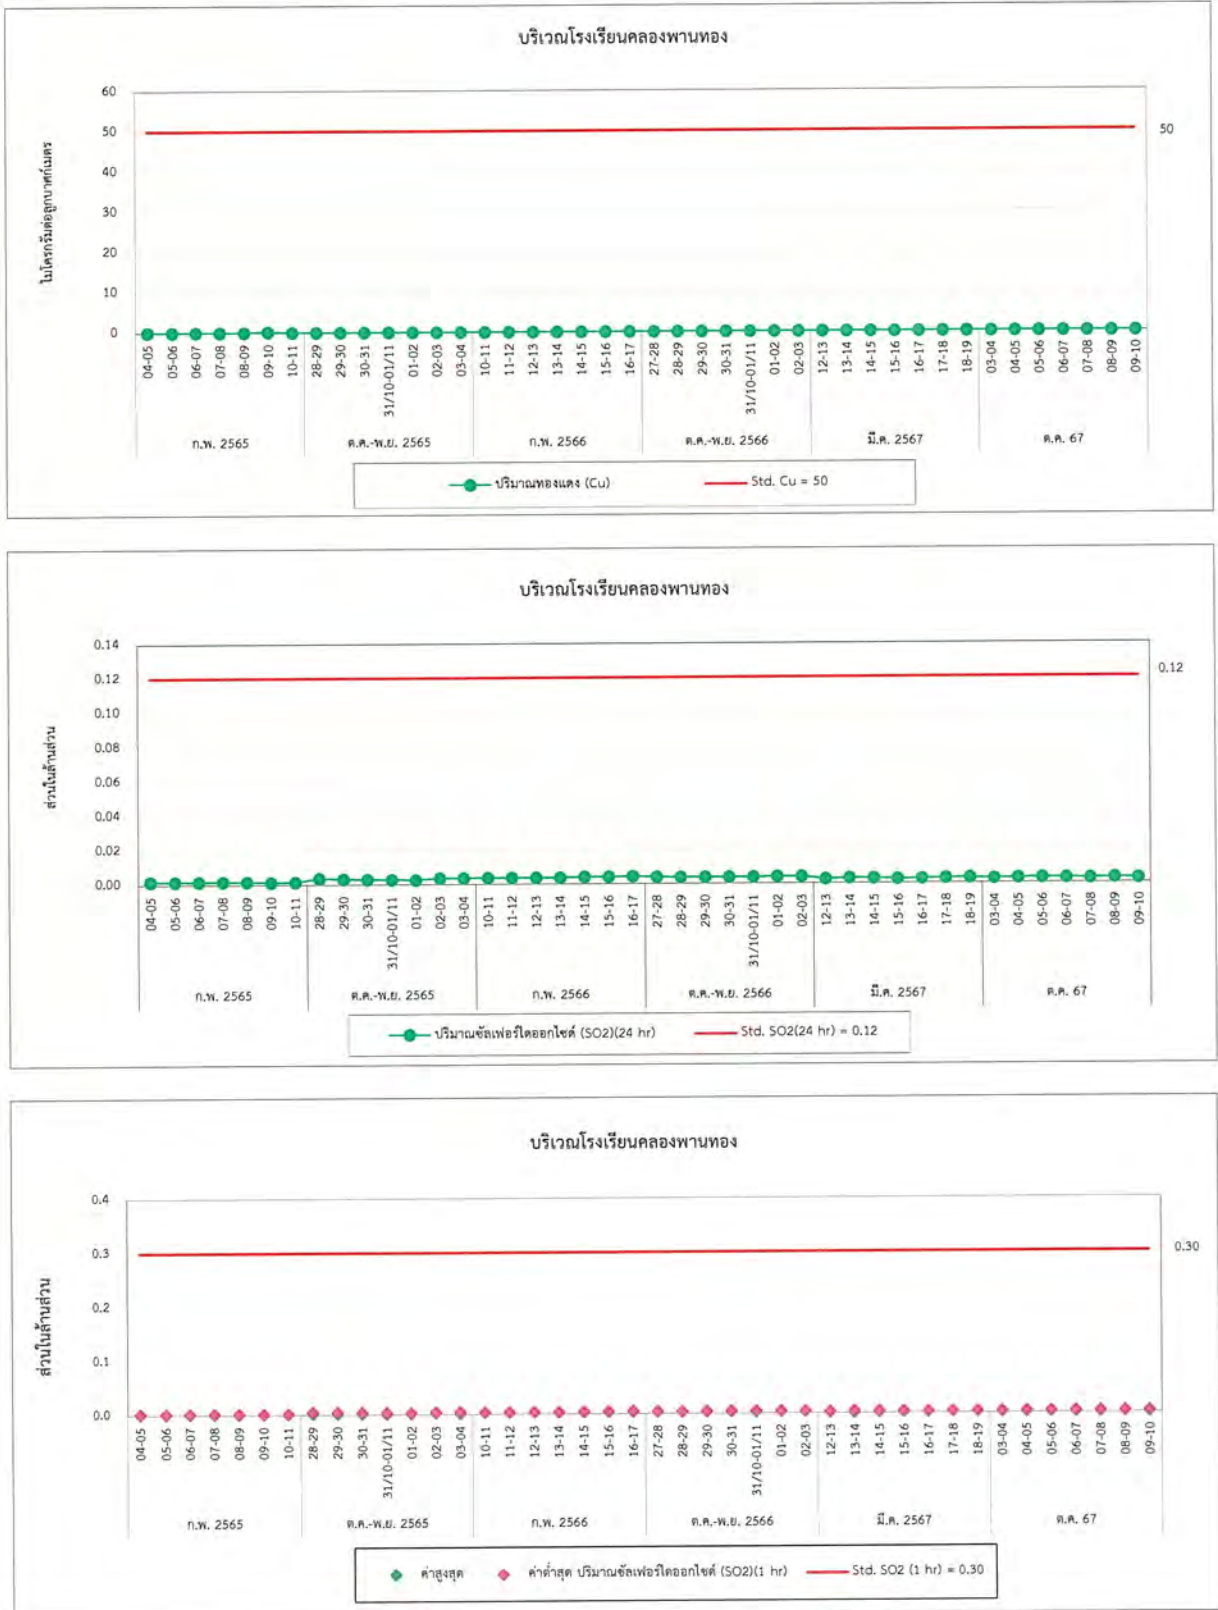 บริเวณโรงเรียนคลองพานทอง
60
50
40
30
20
10
0
ไมโครกรัมต่อลูกบาศก์เมตร
50
04-05 05-06 06-07 07-08 08-09 09-10 10-11 28-29 29-30 30-31 31/10-01/11 01-02 02-03 03-04 10-11 11-12 12-13 13-14 14-15 15-16 16-17 27-28 28-29 29-30 30-31 31/10-01/11 01-02 02-03 12-13 13-14 14-15 15-16 16-17 17-18 18-19 03-04 04-05 05-06 06-07 07-08 08-09 09-10
ก.พ. 2565 ต.ค.-พ.ย. 2565 ก.พ. 2566 ต.ค.-พ.ย. 2566 มี.ค. 2567 ต.ค. 67
ปริมาณทองแดง (Cu) Std. Cu = 50
บริเวณโรงเรียนคลองพานทอง
0.14
0.12
0.10
0.08
0.06
0.04
0.02
0.00
ส่วนในล้านส่วน
0.12
04-05 05-06 06-07 07-08 08-09 09-10 10-11 28-29 29-30 30-31 31/10-01/11 01-02 02-03 03-04 10-11 11-12 12-13 13-14 14-15 15-16 16-17 27-28 28-29 29-30 30-31 31/10-01/11 01-02 02-03 12-13 13-14 14-15 15-16 16-17 17-18 18-19 03-04 04-05 05-06 06-07 07-08 08-09 09-10
ก.พ. 2565 ต.ค.-พ.ย. 2565 ก.พ. 2566 ต.ค.-พ.ย. 2566 มี.ค. 2567 ต.ค. 67
ปริมาณซัลเฟอร์ไดออกไซด์ (SO2)(24 hr) Std. SO2(24 hr) = 0.12
บริเวณโรงเรียนคลองพานทอง
0.4
0.3
0.2
0.1
0.0
ส่วนในล้านส่วน
0.30
04-05 05-06 06-07 07-08 08-09 09-10 10-11 28-29 29-30 30-31 31/10-01/11 01-02 02-03 03-04 10-11 11-12 12-13 13-14 14-15 15-16 16-17 27-28 28-29 29-30 30-31 31/10-01/11 01-02 02-03 12-13 13-14 14-15 15-16 16-17 17-18 18-19 03-04 04-05 05-06 06-07 07-08 08-09 09-10
ก.พ. 2565 ต.ค.-พ.ย. 2565 ก.พ. 2566 ต.ค.-พ.ย. 2566 มี.ค. 2567 ต.ค. 67
ค่าสูงสุด ค่าต่ำสุด ปริมาณซัลเฟอร์ไดออกไซด์ (SO2)(1 hr) Std. SO2 (1 hr) = 0.30